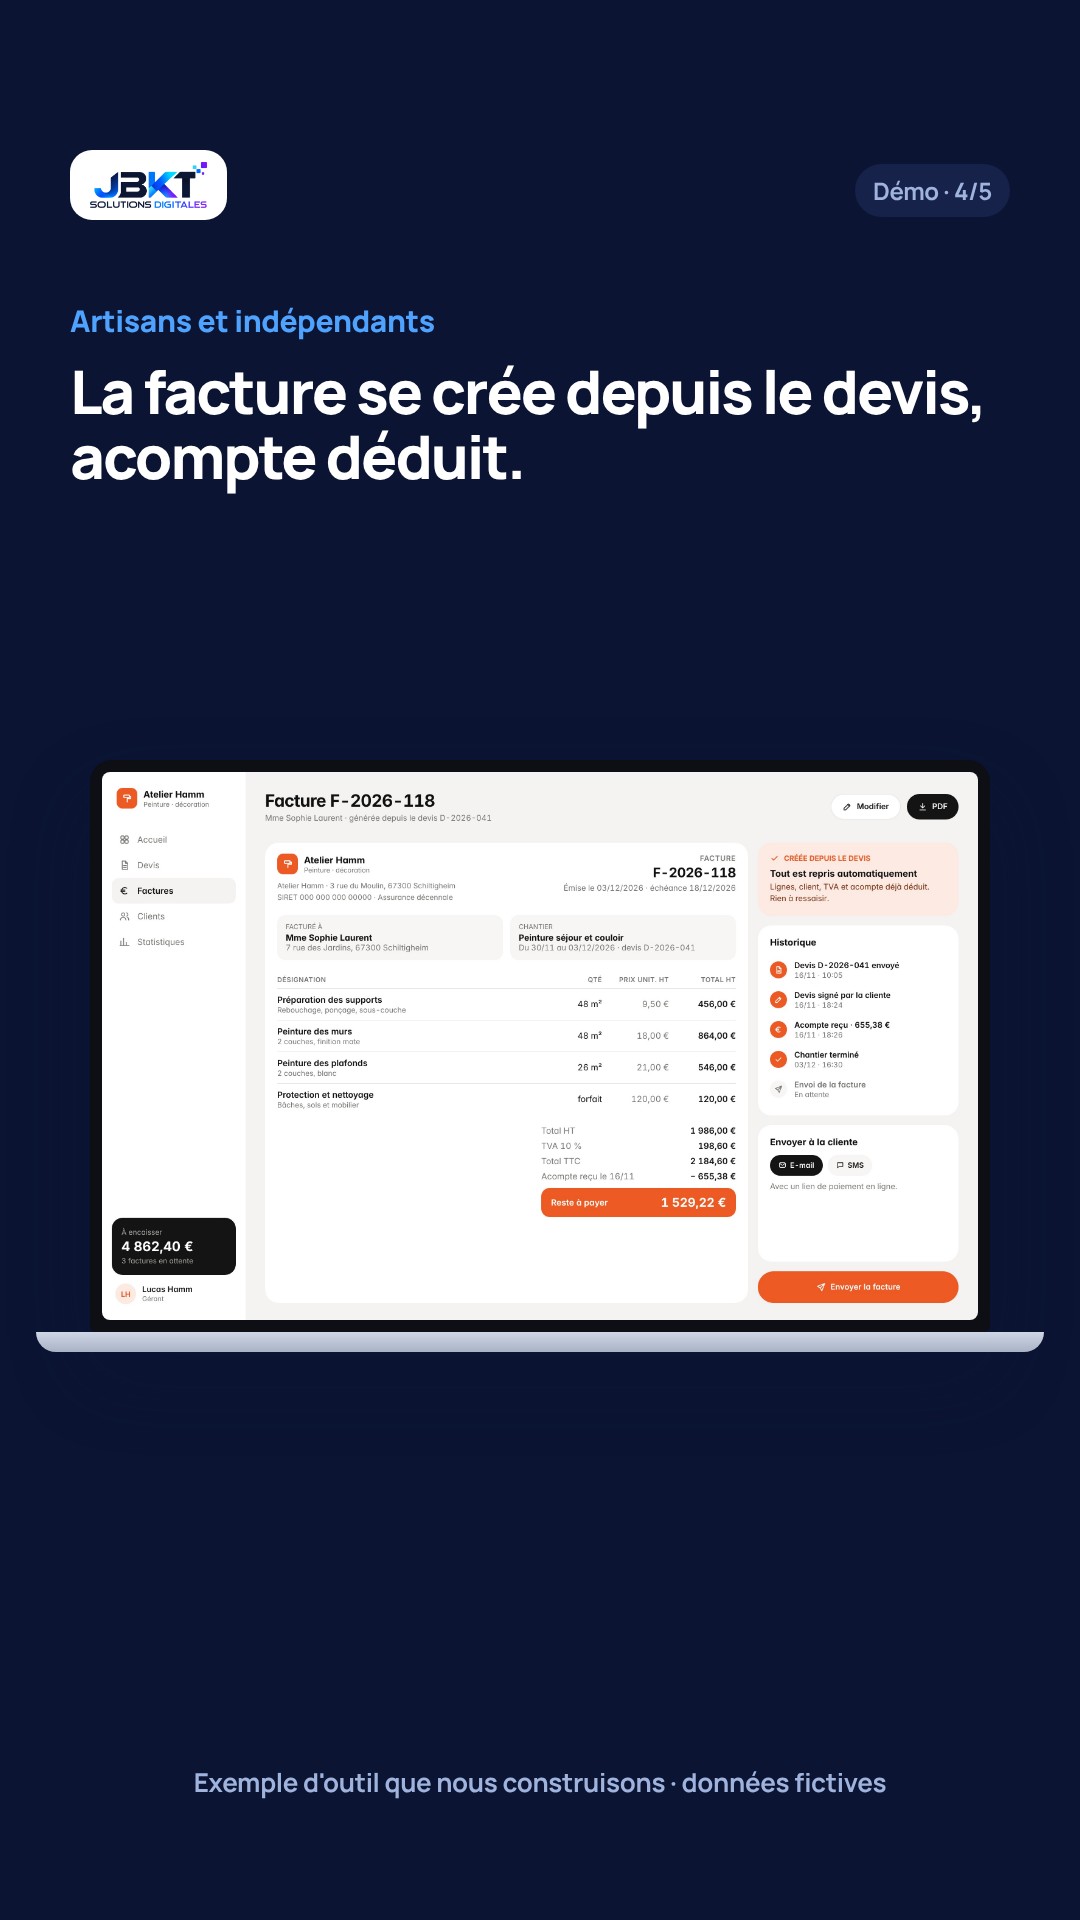 JBKT
SOLUTIONS DIGITALES
Démo · 4/5
Artisans et indépendants
La facture se crée depuis le devis,
acompte déduit.
Atelier Hamm
Peinture · décoration
Accueil
Devis
Factures
Clients
Statistiques
À encaisser
4 862,40 €
3 factures en attente
LH
Lucas Hamm
Gérant
Facture F-2026-118
Mme Sophie Laurent · générée depuis le devis D-2026-041
Modifier
PDF
Atelier Hamm
Peinture · décoration
Atelier Hamm · 3 rue du Moulin, 67300 Schiltigheim
SIRET 000 000 000 00000 · Assurance décennale
FACTURE
F-2026-118
Émise le 03/12/2026 · échéance 18/12/2026
FACTURÉ À
Mme Sophie Laurent
7 rue des Jardins, 67300 Schiltigheim
CHANTIER
Peinture séjour et couloir
Du 30/11 au 03/12/2026 · devis D-2026-041
DÉSIGNATION QTÉ PRIX UNIT. HT TOTAL HT
Préparation des supports 48 m² 9,50 € 456,00 €
Rebouchage, ponçage, sous-couche
Peinture des murs 48 m² 18,00 € 864,00 €
2 couches, finition mate
Peinture des plafonds 26 m² 21,00 € 546,00 €
2 couches, blanc
Protection et nettoyage forfait 120,00 € 120,00 €
Bâches, sols et mobilier
Total HT 1 986,00 €
TVA 10 % 198,60 €
Total TTC 2 184,60 €
Acompte reçu le 16/11 − 655,38 €
Reste à payer 1 529,22 €
CRÉÉE DEPUIS LE DEVIS
Tout est repris automatiquement
Lignes, client, TVA et acompte déjà déduit.
Rien à ressaisir.
Historique
Devis D-2026-041 envoyé
16/11 · 10:05
Devis signé par la cliente
16/11 · 18:24
Acompte reçu · 655,38 €
16/11 · 18:26
Chantier terminé
03/12 · 16:30
Envoi de la facture
En attente
Envoyer à la cliente
E-mail
SMS
Avec un lien de paiement en ligne.
Envoyer la facture
Exemple d'outil que nous construisons · données fictives